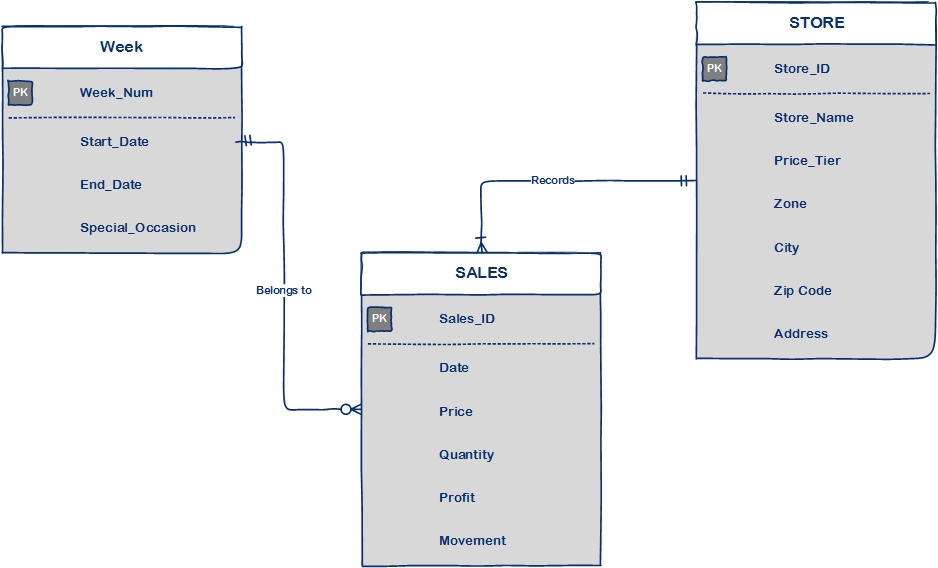 Week
PK
Week_Num
Start_Date
End_Date
Special_Occasion
Belongs to
STORE
PK
Store_ID
Store_Name
Price_Tier
Zone
City
Zip Code
Address
Records
SALES
PK
Sales_ID
Date
Price
Quantity
Profit
Movement